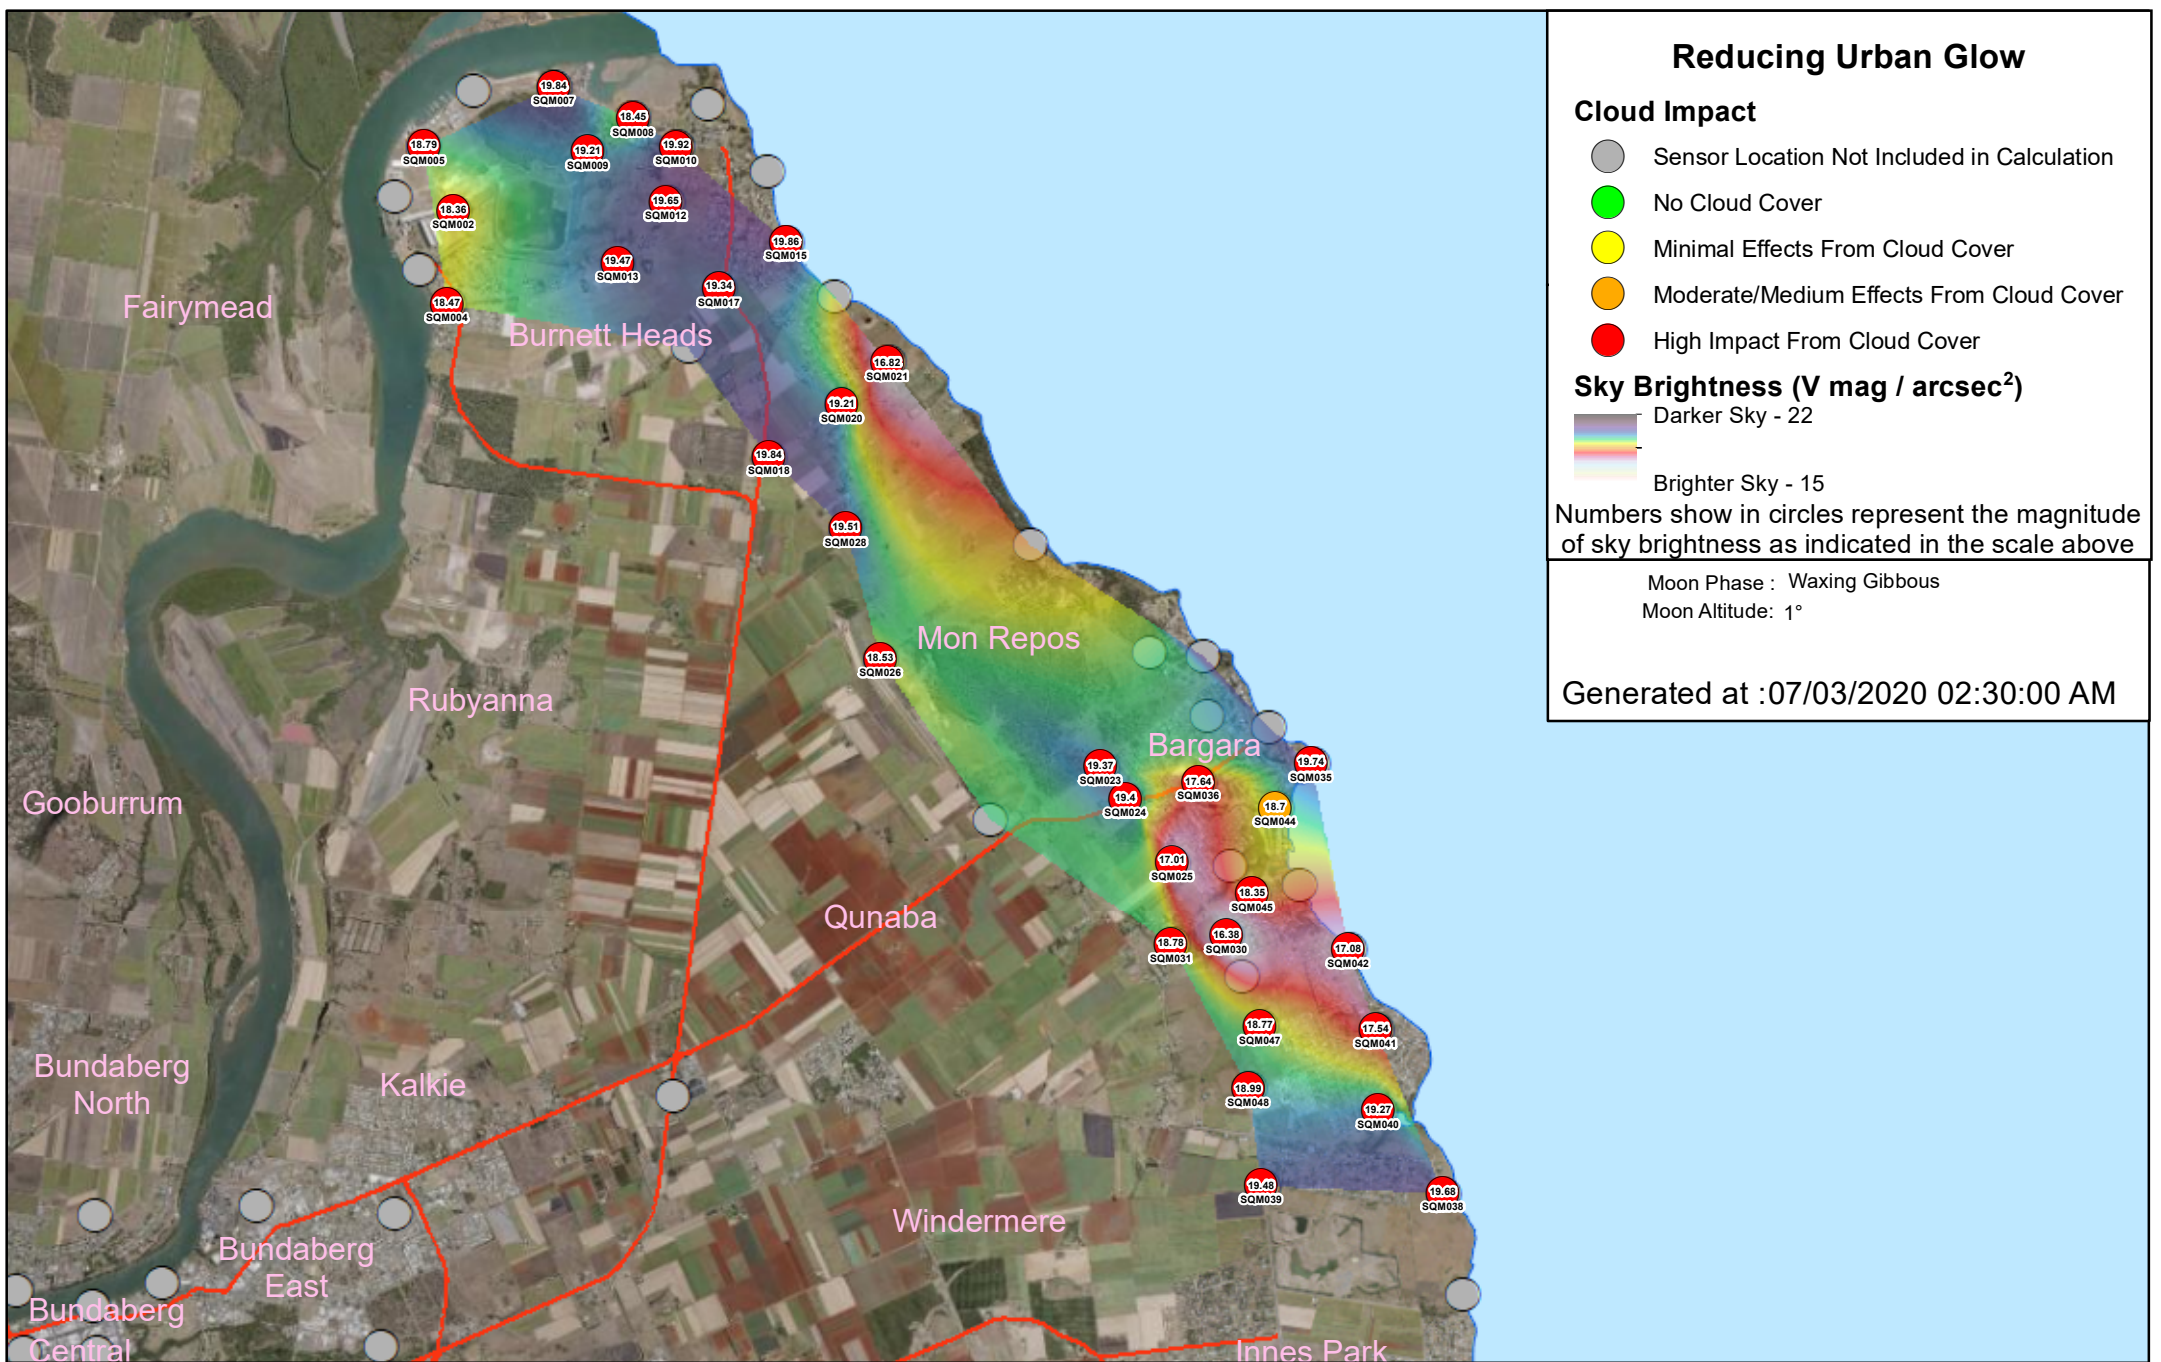 Reducing Urban Glow
Cloud Impact
Sensor Location Not Included in Calculation
No Cloud Cover
Minimal Effects From Cloud Cover
Moderate/Medium Effects From Cloud Cover
High Impact From Cloud Cover
Sky Brightness (V mag / arcsec²)
Darker Sky - 22
Brighter Sky - 15
Numbers show in circles represent the magnitude
of sky brightness as indicated in the scale above
Moon Phase : Waxing Gibbous
Moon Altitude: 1°
Generated at :07/03/2020 02:30:00 AM
19.84
SQM007
18.45
SQM008
18.79
SQM005
19.21
SQM009
19.92
SQM010
18.36
SQM002
19.65
SQM012
19.86
SQM015
19.47
SQM013
19.34
SQM017
18.47
SQM004
Fairymead
Burnett Heads
16.82
SQM021
19.21
SQM020
19.84
SQM018
19.51
SQM028
Mon Repos
18.53
SQM026
Rubyanna
Bargara
19.37
SQM023
19.4
SQM024
17.64
SQM036
19.74
SQM035
18.7
SQM044
Gooburrum
17.01
SQM025
18.35
SQM045
Qunaba
18.78
SQM031
16.38
SQM030
17.08
SQM042
18.77
SQM047
17.54
SQM041
Bundaberg
North
Kalkie
18.99
SQM048
19.27
SQM040
19.48
SQM039
19.68
SQM038
Windermere
Bundaberg
East
Bundaberg
Central
Innes Park